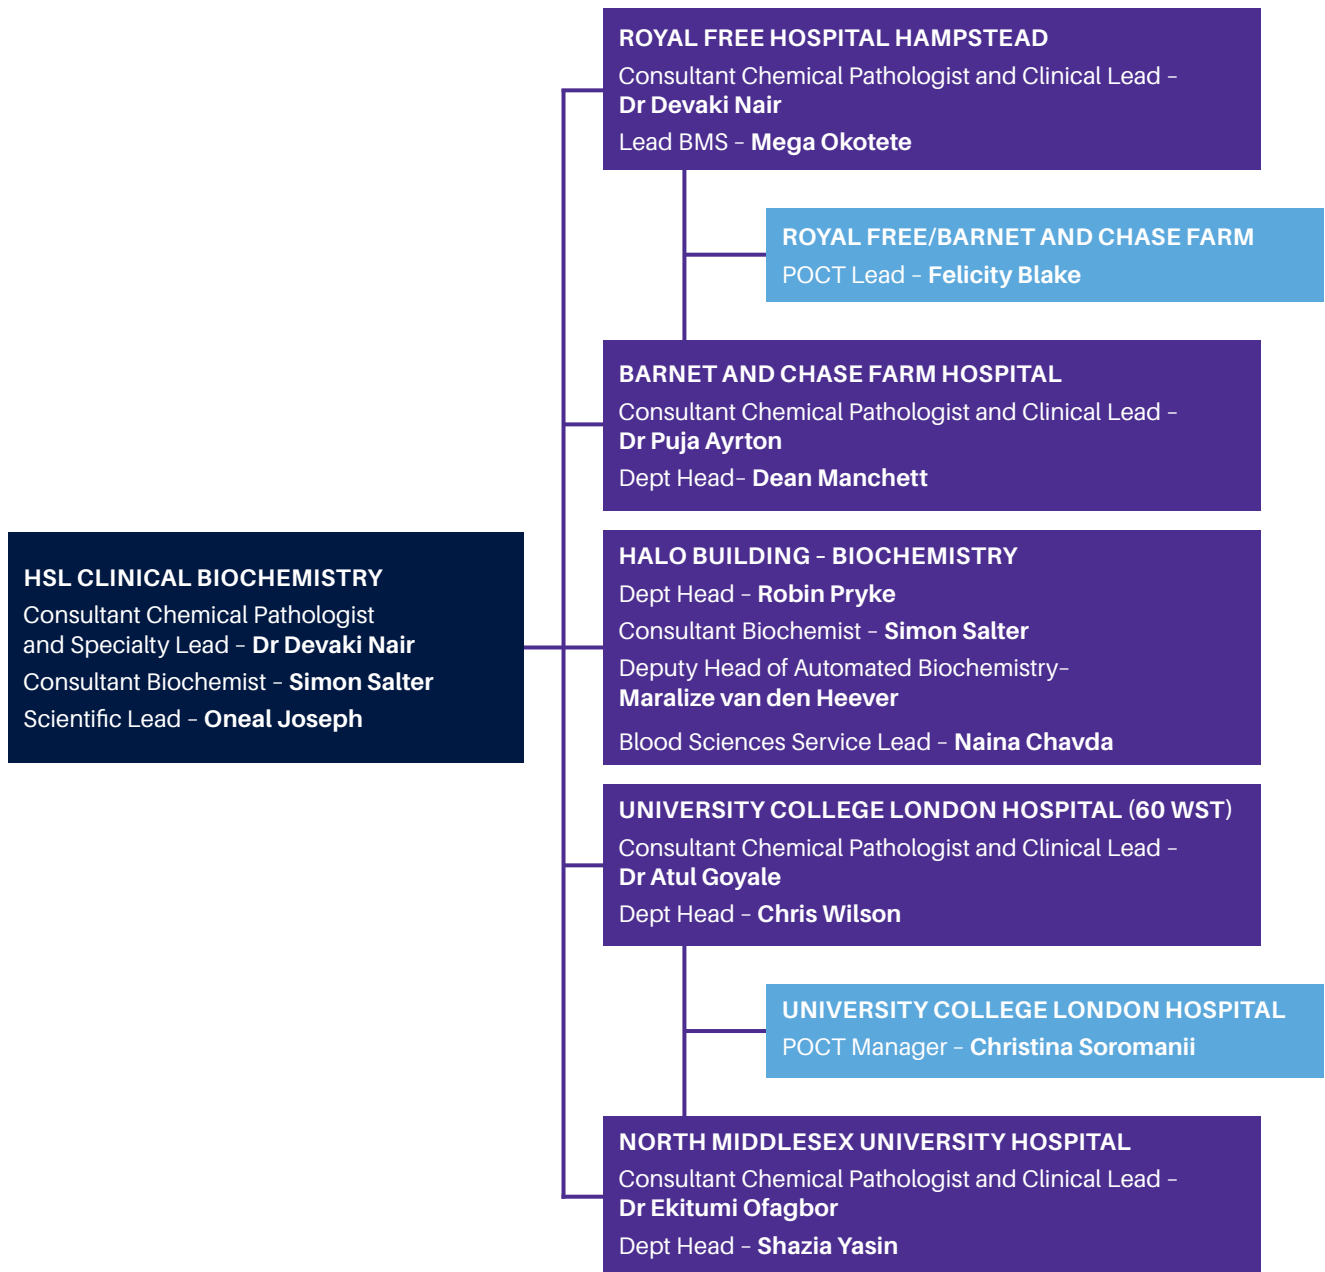 ROYAL FREE HOSPITAL HAMPSTEAD
Consultant Chemical Pathologist and Clinical Lead –
Dr Devaki Nair
Lead BMS – Mega Okotete
ROYAL FREE/BARNET AND CHASE FARM
POCT Lead – Felicity Blake
BARNET AND CHASE FARM HOSPITAL
Consultant Chemical Pathologist and Clinical Lead –
Dr Puja Ayrton
Dept Head– Dean Manchett
HSL CLINICAL BIOCHEMISTRY
Consultant Chemical Pathologist
and Specialty Lead – Dr Devaki Nair
Consultant Biochemist – Simon Salter
Scientific Lead – Oneal Joseph
HALO BUILDING – BIOCHEMISTRY
Dept Head – Robin Pryke
Consultant Biochemist – Simon Salter
Deputy Head of Automated Biochemistry–
Maralize van den Heever
Blood Sciences Service Lead – Naina Chavda
UNIVERSITY COLLEGE LONDON HOSPITAL (60 WST)
Consultant Chemical Pathologist and Clinical Lead –
Dr Atul Goyale
Dept Head – Chris Wilson
UNIVERSITY COLLEGE LONDON HOSPITAL
POCT Manager – Christina Soromanii
NORTH MIDDLESEX UNIVERSITY HOSPITAL
Consultant Chemical Pathologist and Clinical Lead –
Dr Ekitumi Ofagbor
Dept Head – Shazia Yasin